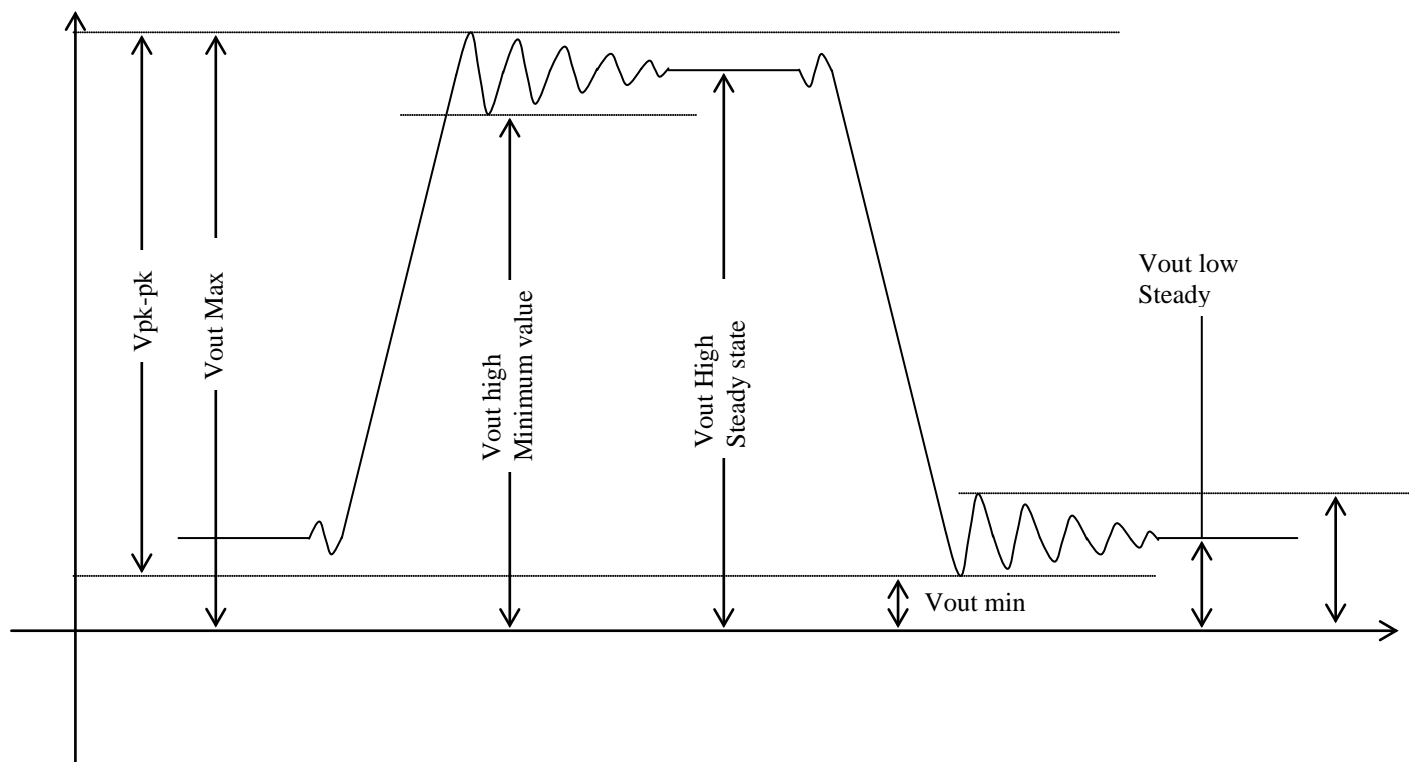 Vpk-pk
Vout Max
Vout high
Minimum value
Vout High
Steady state
Vout min
Vout low
Steady